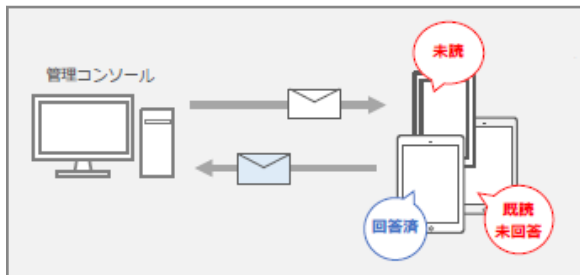 未読
管理コンソール
回答済
既読
未回答